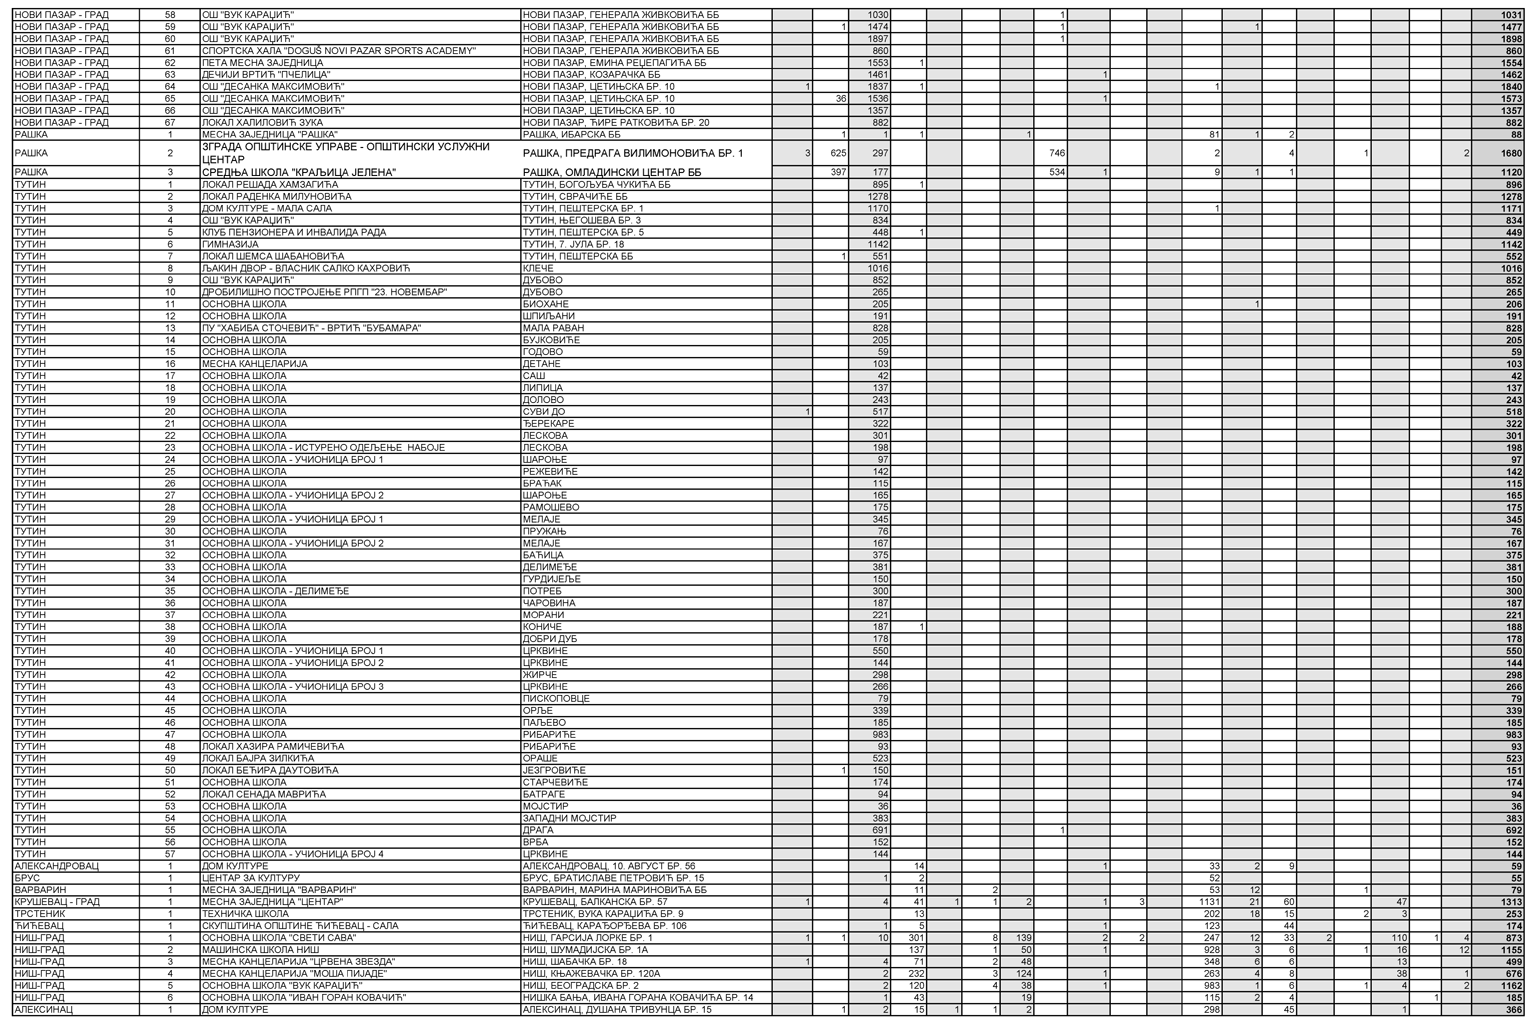 НОВИ ПАЗАР - ГРАД 58 ОШ "ВУК КАРАЏИЋ" НОВИ ПАЗАР, ГЕНЕРАЛА ЖИВКОВИЋА ББ 1030 1 1031
НОВИ ПАЗАР - ГРАД 59 ОШ "ВУК КАРАЏИЋ" НОВИ ПАЗАР, ГЕНЕРАЛА ЖИВКОВИЋА ББ 1 1474 1 1 1477
НОВИ ПАЗАР - ГРАД 60 ОШ "ВУК КАРАЏИЋ" НОВИ ПАЗАР, ГЕНЕРАЛА ЖИВКОВИЋА ББ 1897 1 1898
НОВИ ПАЗАР - ГРАД 61 СПОРТСКА ХАЛА "DOGUŠ NOVI PAZAR SPORTS ACADEMY" НОВИ ПАЗАР, ГЕНЕРАЛА ЖИВКОВИЋА ББ 860 860
НОВИ ПАЗАР - ГРАД 62 ПЕТА МЕСНА ЗАЈЕДНИЦА НОВИ ПАЗАР, ЕМИНА РЕЏЕПАГИЋА ББ 1553 1 1554
НОВИ ПАЗАР - ГРАД 63 ДЕЧИЈИ ВРТИЋ "ПЧЕЛИЦА" НОВИ ПАЗАР, КОЗАРАЧКА ББ 1461 1 1462
НОВИ ПАЗАР - ГРАД 64 ОШ "ДЕСАНКА МАКСИМОВИЋ" НОВИ ПАЗАР, ЦЕТИЊСКА БР. 10 1 1837 1 1 1840
НОВИ ПАЗАР - ГРАД 65 ОШ "ДЕСАНКА МАКСИМОВИЋ" НОВИ ПАЗАР, ЦЕТИЊСКА БР. 10 36 1536 1 1573
НОВИ ПАЗАР - ГРАД 66 ОШ "ДЕСАНКА МАКСИМОВИЋ" НОВИ ПАЗАР, ЦЕТИЊСКА БР. 10 1357 1357
НОВИ ПАЗАР - ГРАД 67 ЛОКАЛ ХАЛИЛОВИЋ ЗУКА НОВИ ПАЗАР, ЋИРЕ РАТКОВИЋА БР. 20 882 882
РАШКА 1 МЕСНА ЗАЈЕДНИЦА "РАШКА" РАШКА, ИБАРСКА ББ 1 1 1 1 81 1 2 88
РАШКА 2 ЗГРАДА ОПШТИНСКЕ УПРАВЕ - ОПШТИНСКИ УСЛУЖНИ
ЦЕНТАР РАШКА, ПРЕДРАГА ВИЛИМОНОВИЋА БР. 1 3 625 297 746 2 4 1 2 1680
РАШКА 3 СРЕДЊА ШКОЛА "КРАЉИЦА ЈЕЛЕНА" РАШКА, ОМЛАДИНСКИ ЦЕНТАР ББ 397 177 534 1 9 1 1 1120
ТУТИН 1 ЛОКАЛ РЕШАДА ХАМЗАГИЋА ТУТИН, БОГОЉУБА ЧУКИЋА ББ 895 1 896
ТУТИН 2 ЛОКАЛ РАДЕНКА МИЛУНОВИЋА ТУТИН, СВРАЧИЋЕ ББ 1278 1278
ТУТИН 3 ДОМ КУЛТУРЕ - МАЛА САЛА ТУТИН, ПЕШТЕРСКА БР. 1 1170 1 1171
ТУТИН 4 ОШ "ВУК КАРАЏИЋ" ТУТИН, ЊЕГОШЕВА БР. 3 834 834
ТУТИН 5 КЛУБ ПЕНЗИОНЕРА И ИНВАЛИДА РАДА ТУТИН, ПЕШТЕРСКА БР. 5 448 1 449
ТУТИН 6 ГИМНАЗИЈА ТУТИН, 7. ЈУЛА БР. 18 1142 1142
ТУТИН 7 ЛОКАЛ ШЕМСА ШАБАНОВИЋА ТУТИН, ПЕШТЕРСКА ББ 1 551 552
ТУТИН 8 ЉАКИН ДВОР - ВЛАСНИК САЛКО КАХРОВИЋ КЛЕЧЕ 1016 1016
ТУТИН 9 ОШ "ВУК КАРАЏИЋ" ДУБОВО 852 852
ТУТИН 10 ДРОБИЛИШНО ПОСТРОЈЕЊЕ РПГП "23. НОВЕМБАР" ДУБОВО 265 265
ТУТИН 11 ОСНОВНА ШКОЛА БИОХАНЕ 205 1 206
ТУТИН 12 ОСНОВНА ШКОЛА ШПИЉАНИ 191 191
ТУТИН 13 ПУ "ХАБИБА СТОЧЕВИЋ" - ВРТИЋ "БУБАМАРА" МАЛА РАВАН 828 828
ТУТИН 14 ОСНОВНА ШКОЛА БУЈКОВИЋЕ 205 205
ТУТИН 15 ОСНОВНА ШКОЛА ГОДОВО 59 59
ТУТИН 16 МЕСНА КАНЦЕЛАРИЈА ДЕТАНЕ 103 103
ТУТИН 17 ОСНОВНА ШКОЛА САШ 42 42
ТУТИН 18 ОСНОВНА ШКОЛА ЛИПИЦА 137 137
ТУТИН 19 ОСНОВНА ШКОЛА ДОЛОВО 243 243
ТУТИН 20 ОСНОВНА ШКОЛА СУВИ ДО 1 517 518
ТУТИН 21 ОСНОВНА ШКОЛА ЂЕРЕКАРЕ 322 322
ТУТИН 22 ОСНОВНА ШКОЛА ЛЕСКОВА 301 301
ТУТИН 23 ОСНОВНА ШКОЛА - ИСТУРЕНО ОДЕЉЕЊЕ НАБОЈЕ ЛЕСКОВА 198 198
ТУТИН 24 ОСНОВНА ШКОЛА - УЧИОНИЦА БРОЈ 1 ШАРОЊЕ 97 97
ТУТИН 25 ОСНОВНА ШКОЛА РЕЖЕВИЋЕ 142 142
ТУТИН 26 ОСНОВНА ШКОЛА БРАЋАК 115 115
ТУТИН 27 ОСНОВНА ШКОЛА - УЧИОНИЦА БРОЈ 2 ШАРОЊЕ 165 165
ТУТИН 28 ОСНОВНА ШКОЛА РАМОШЕВО 175 175
ТУТИН 29 ОСНОВНА ШКОЛА - УЧИОНИЦА БРОЈ 1 МЕЛАЈЕ 345 345
ТУТИН 30 ОСНОВНА ШКОЛА ПРУЖАЊ 76 76
ТУТИН 31 ОСНОВНА ШКОЛА - УЧИОНИЦА БРОЈ 2 МЕЛАЈЕ 167 167
ТУТИН 32 ОСНОВНА ШКОЛА БАЋИЦА 375 375
ТУТИН 33 ОСНОВНА ШКОЛА ДЕЛИМЕЂЕ 381 381
ТУТИН 34 ОСНОВНА ШКОЛА ГУРДИЈЕЉЕ 150 150
ТУТИН 35 ОСНОВНА ШКОЛА - ДЕЛИМЕЂЕ ПОТРЕБ 300 300
ТУТИН 36 ОСНОВНА ШКОЛА ЧАРОВИНА 187 187
ТУТИН 37 ОСНОВНА ШКОЛА МОРАНИ 221 221
ТУТИН 38 ОСНОВНА ШКОЛА КОНИЧЕ 187 1 188
ТУТИН 39 ОСНОВНА ШКОЛА ДОБРИ ДУБ 178 178
ТУТИН 40 ОСНОВНА ШКОЛА - УЧИОНИЦА БРОЈ 1 ЦРКВИНЕ 550 550
ТУТИН 41 ОСНОВНА ШКОЛА - УЧИОНИЦА БРОЈ 2 ЦРКВИНЕ 144 144
ТУТИН 42 ОСНОВНА ШКОЛА ЖИРЧЕ 298 298
ТУТИН 43 ОСНОВНА ШКОЛА - УЧИОНИЦА БРОЈ 3 ЦРКВИНЕ 266 266
ТУТИН 44 ОСНОВНА ШКОЛА ПИСКОПОВЦЕ 79 79
ТУТИН 45 ОСНОВНА ШКОЛА ОРЉЕ 339 339
ТУТИН 46 ОСНОВНА ШКОЛА ПАЉЕВО 185 185
ТУТИН 47 ОСНОВНА ШКОЛА РИБАРИЋЕ 983 983
ТУТИН 48 ЛОКАЛ ХАЗИРА РАМИЧЕВИЋА РИБАРИЋЕ 93 93
ТУТИН 49 ЛОКАЛ БАЈРА ЗИЛКИЋА ОРАШЕ 523 523
ТУТИН 50 ЛОКАЛ БЕЋИРА ДАУТОВИЋА ЈЕЗГРОВИЋЕ 1 150 151
ТУТИН 51 ОСНОВНА ШКОЛА СТАРЧЕВИЋЕ 174 174
ТУТИН 52 ЛОКАЛ СЕНАДА МАВРИЋА БАТРАГЕ 94 94
ТУТИН 53 ОСНОВНА ШКОЛА МОЈСТИР 36 36
ТУТИН 54 ОСНОВНА ШКОЛА ЗАПАДНИ МОЈСТИР 383 383
ТУТИН 55 ОСНОВНА ШКОЛА ДРАГА 691 1 692
ТУТИН 56 ОСНОВНА ШКОЛА ВРБА 152 152
ТУТИН 57 ОСНОВНА ШКОЛА - УЧИОНИЦА БРОЈ 4 ЦРКВИНЕ 144 144
АЛЕКСАНДРОВАЦ 1 ДОМ КУЛТУРЕ АЛЕКСАНДРОВАЦ, 10. АВГУСТ БР. 56 14 1 33 2 9 59
БРУС 1 ЦЕНТАР ЗА КУЛТУРУ БРУС, БРАТИСЛАВЕ ПЕТРОВИЋ БР. 15 1 2 52 55
ВАРВАРИН 1 МЕСНА ЗАЈЕДНИЦА "ВАРВАРИН" ВАРВАРИН, МАРИНА МАРИНОВИЋА ББ 11 2 53 12 1 79
КРУШЕВАЦ - ГРАД 1 МЕСНА ЗАЈЕДНИЦА "ЦЕНТАР" КРУШЕВАЦ, БАЛКАНСКА БР. 57 1 4 41 1 1 2 1 3 1131 21 60 47 1313
ТРСТЕНИК 1 ТЕХНИЧКА ШКОЛА ТРСТЕНИК, ВУКА КАРАЏИЋА БР. 9 13 202 18 15 2 3 253
ЋИЋЕВАЦ 1 СКУПШТИНА ОПШТИНЕ ЋИЋЕВАЦ - САЛА ЋИЋЕВАЦ, КАРАЂОРЂЕВА БР. 106 1 5 1 123 44 174
НИШ-ГРАД 1 ОСНОВНА ШКОЛА "СВЕТИ САВА" НИШ, ГАРСИЈА ЛОРКЕ БР. 1 1 1 10 301 8 139 2 2 247 12 33 2 110 1 4 873
НИШ-ГРАД 2 МАШИНСКА ШКОЛА НИШ НИШ, ШУМАДИЈСКА БР. 1А 137 1 50 1 928 3 6 1 16 12 1155
НИШ-ГРАД 3 МЕСНА КАНЦЕЛАРИЈА "ЦРВЕНА ЗВЕЗДА" НИШ, ШАБАЧКА БР. 18 1 4 71 2 48 348 6 6 13 499
НИШ-ГРАД 4 МЕСНА КАНЦЕЛАРИЈА "МОША ПИЈАДЕ" НИШ, КЊАЖЕВАЧКА БР. 120А 2 232 3 124 1 263 4 8 38 1 676
НИШ-ГРАД 5 ОСНОВНА ШКОЛА "ВУК КАРАЏИЋ" НИШ, БЕОГРАДСКА БР. 2 2 120 4 38 1 983 1 6 1 4 2 1162
НИШ-ГРАД 6 ОСНОВНА ШКОЛА "ИВАН ГОРАН КОВАЧИЋ" НИШКА БАЊА, ИВАНА ГОРАНА КОВАЧИЋА БР. 14 1 43 19 115 2 4 1 185
АЛЕКСИНАЦ 1 ДОМ КУЛТУРЕ АЛЕКСИНАЦ, ДУШАНА ТРИВУНЦА БР. 15 1 2 15 1 1 2 298 45 1 366